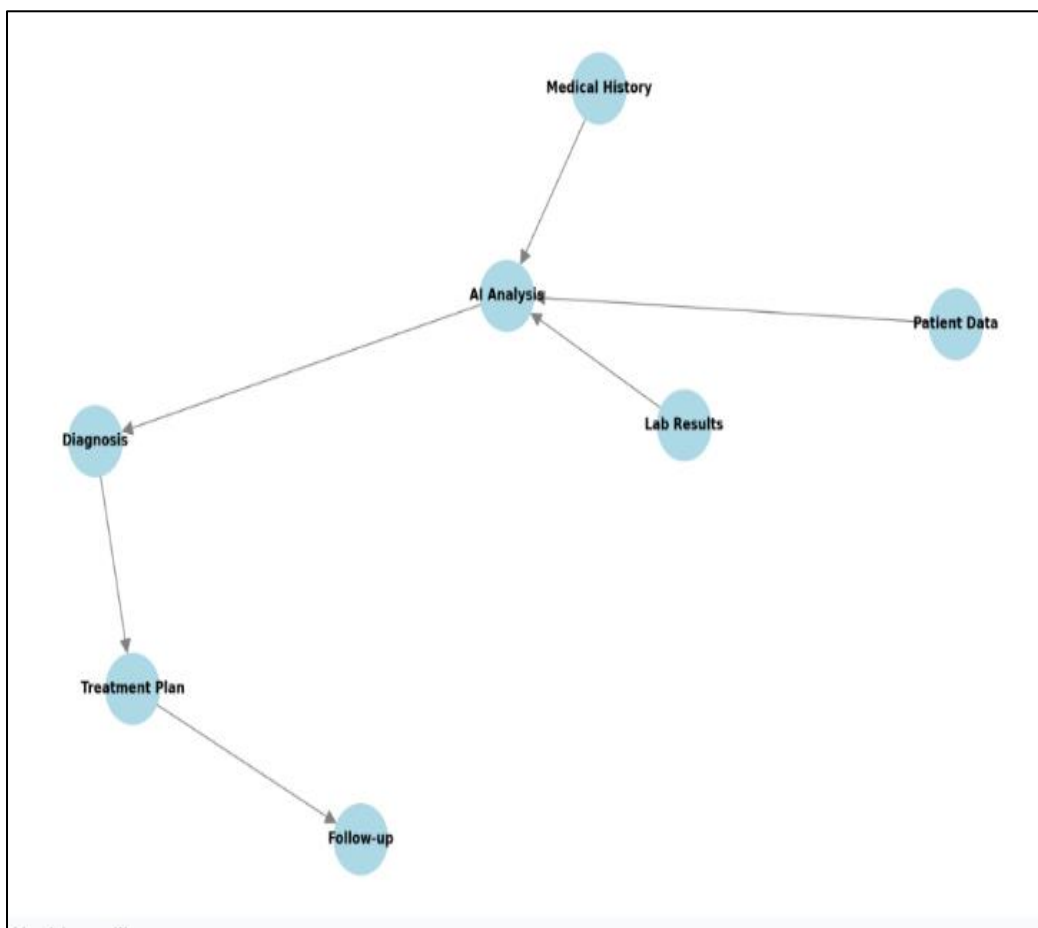 Medical History
AI Analysis
Patient Data
Lab Results
Diagnosis
Treatment Plan
Follow-up